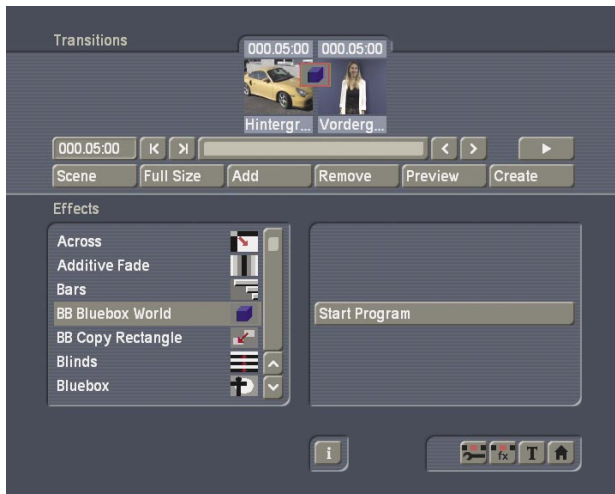 Transitions
000.05:00 000.05:00
Hintergr... Vorderg...
000.05:00
Scene Full Size Add Remove Preview Create
Effects
Across
Additive Fade
Bars
BB Bluebox World
Start Program
BB Copy Rectangle
Blinds
Bluebox
i fx T